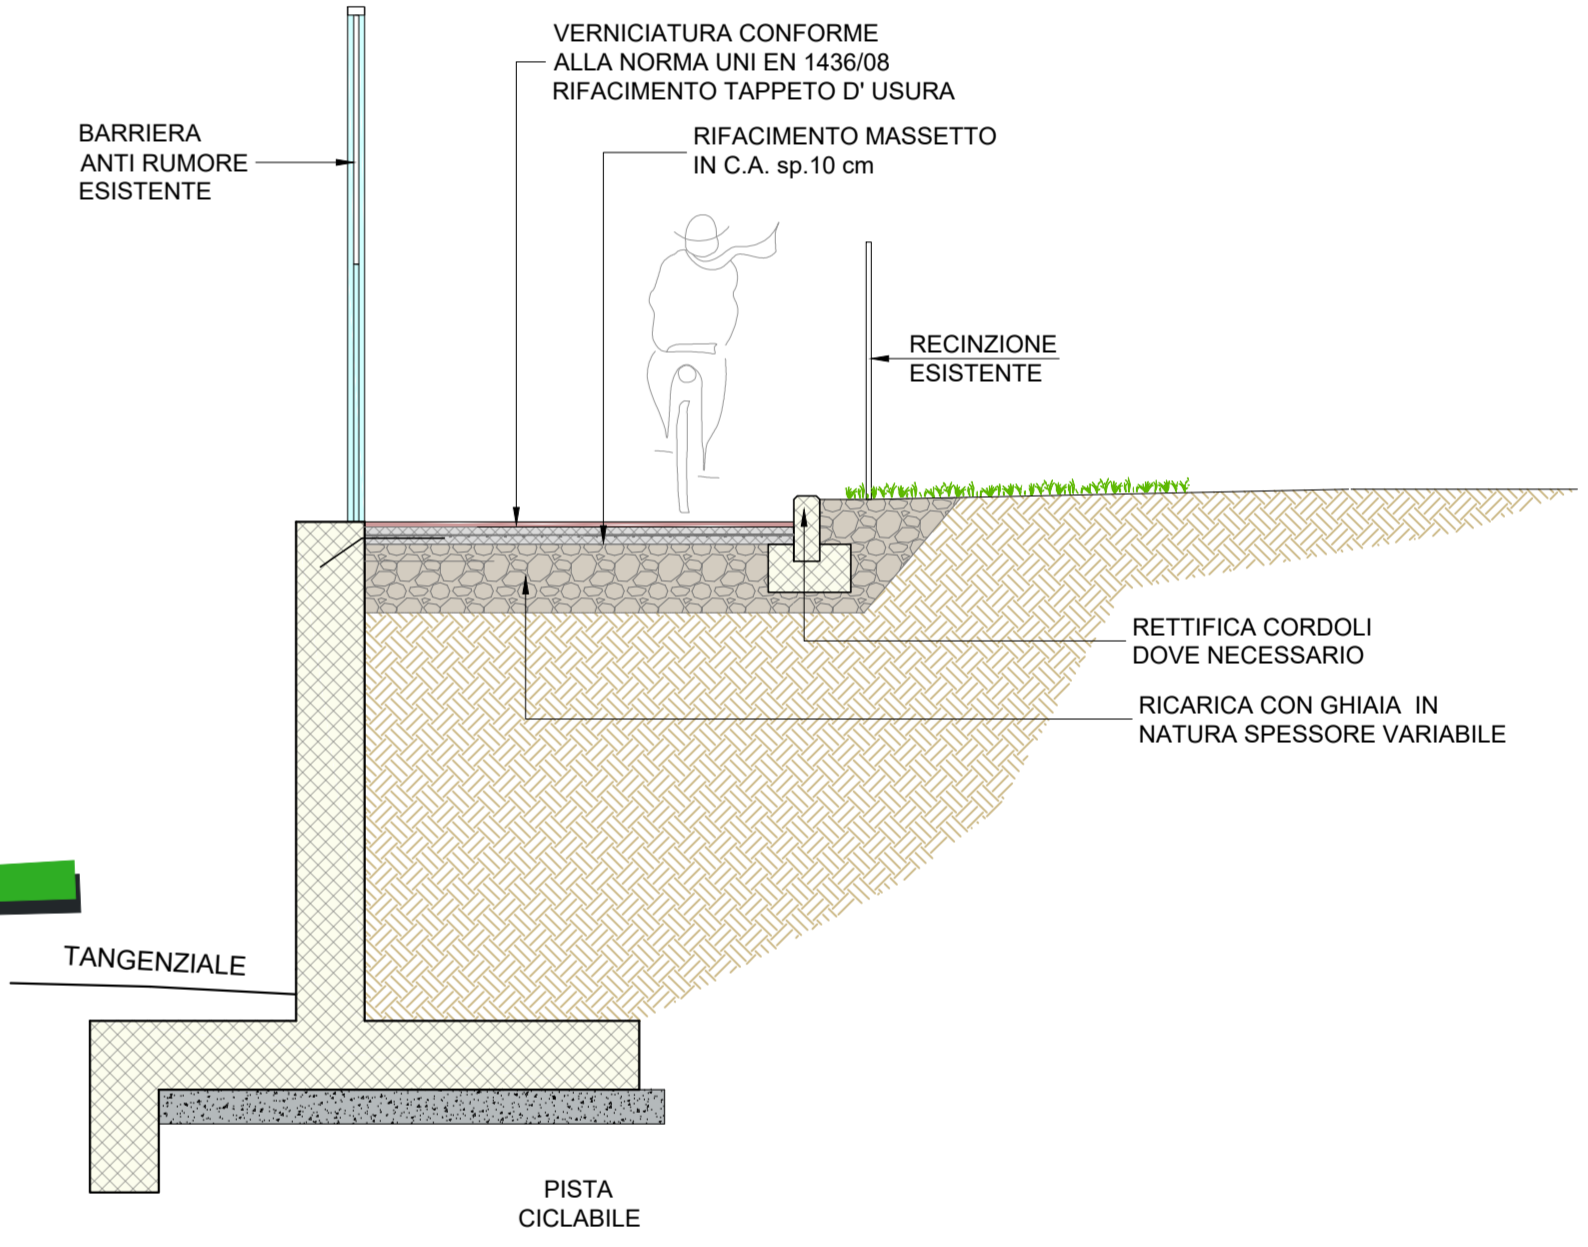 VERNICIATURA CONFORME
ALLA NORMA UNI EN 1436/08
RIFACIMENTO TAPPETO D' USURA
BARRIERA
ANTI RUMORE
ESISTENTE
RIFACIMENTO MASSETTO
IN C.A. sp.10 cm
RECINZIONE
ESISTENTE
RETTIFICA CORDOLI
DOVE NECESSARIO
RICARICA CON GHIAIA IN
NATURA SPESSORE VARIABILE
TANGENZIALE
PISTA
CICLABILE